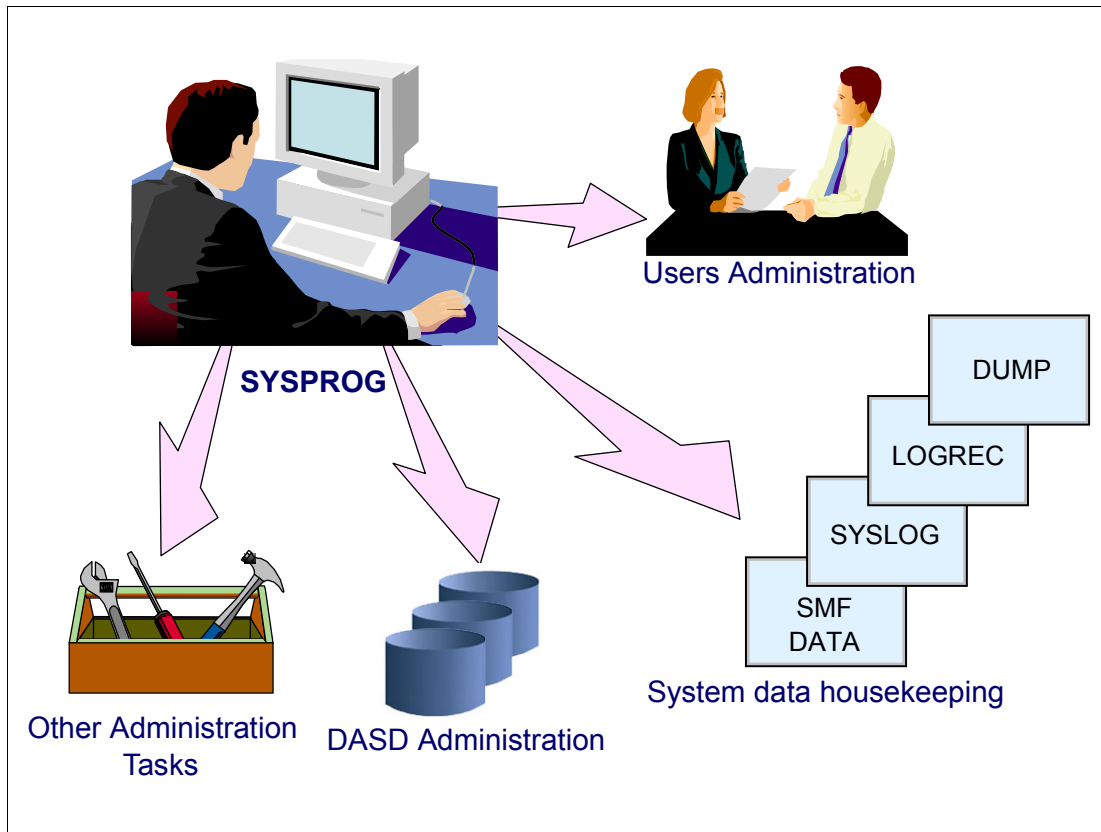 Users Administration
SYSPROG
DUMP
LOGREC
SYSLOG
SMF
DATA
System data housekeeping
Other Administration
Tasks
DASD Administration